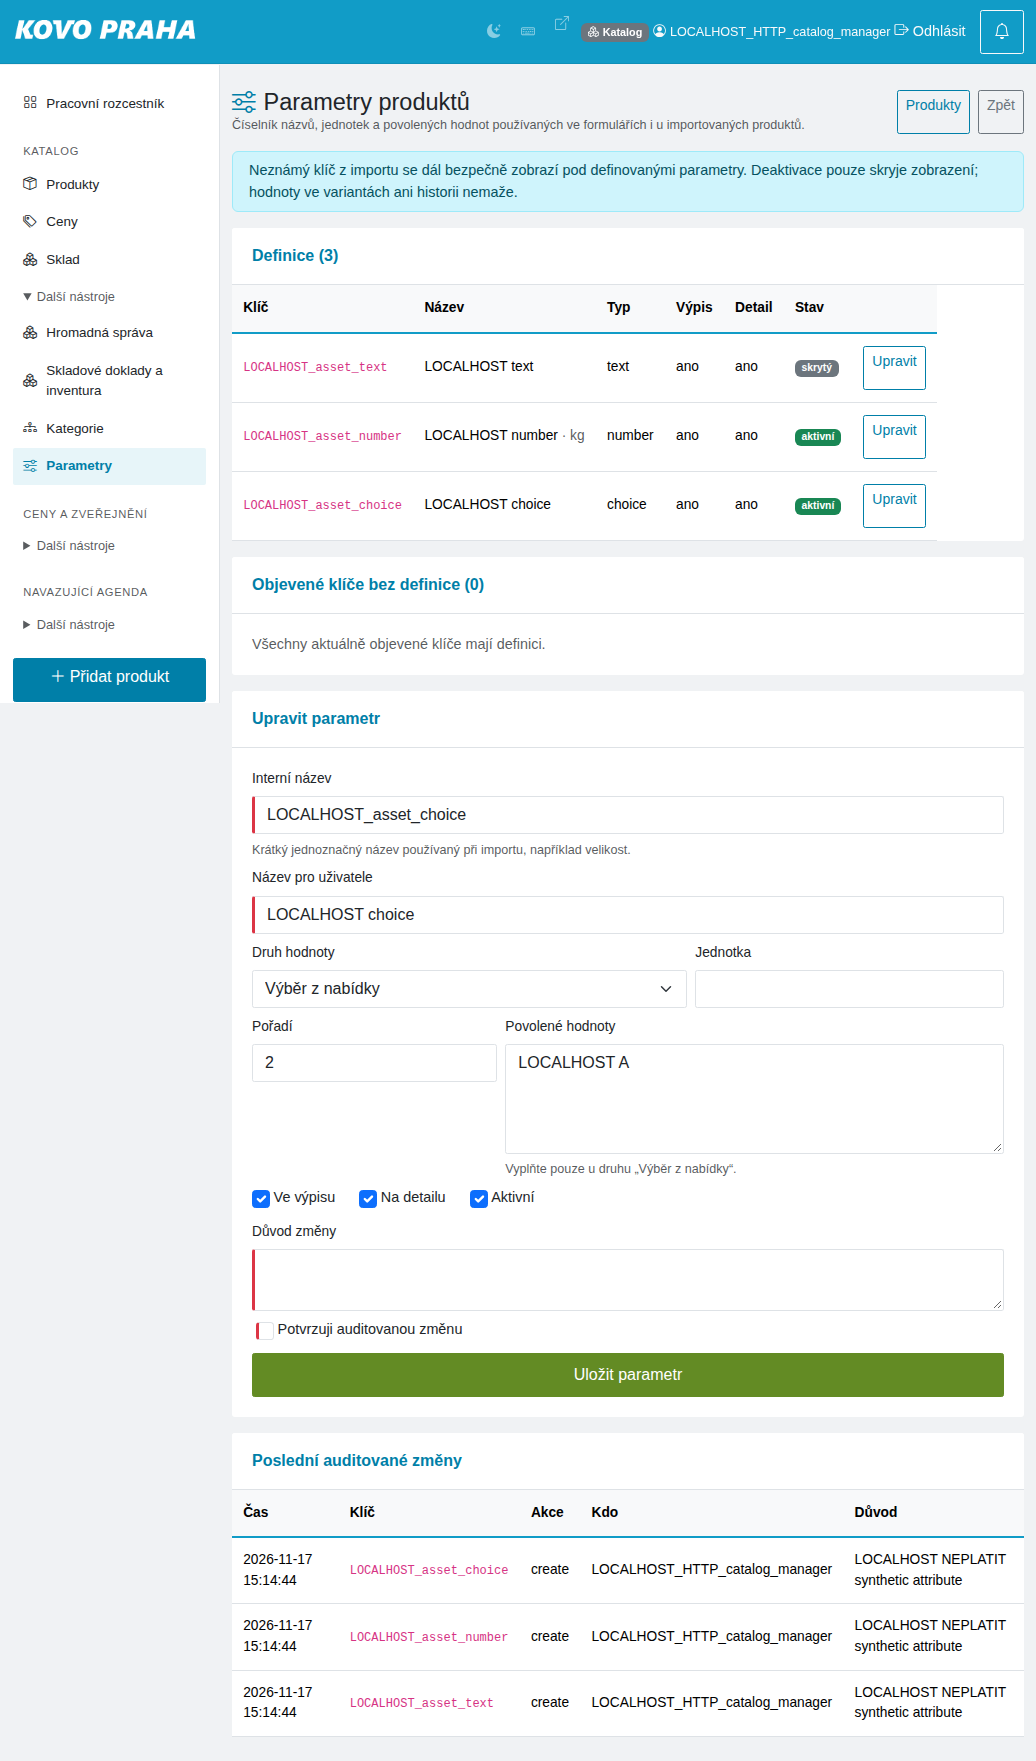 KOVO PRAHA
Katalog
LOCALHOST_HTTP_catalog_manager
Odhlásit
Pracovní rozcestník
KATALOG
Produkty
Ceny
Sklad
Další nástroje
Hromadná správa
Skladové doklady a
inventura
Kategorie
Parametry
CENY A ZVEŘEJNĚNÍ
Další nástroje
NAVAZUJÍCÍ AGENDA
Další nástroje
Přidat produkt
Parametry produktů
Číselník názvů, jednotek a povolených hodnot používaných ve formulářích i u importovaných produktů.
Produkty
Zpět
Neznámý klíč z importu se dál bezpečně zobrazí pod definovanými parametry. Deaktivace pouze skryje zobrazení;
hodnoty ve variantách ani historii nemaže.
Definice (3)
Klíč Název Typ Výpis Detail Stav
LOCALHOST_asset_text LOCALHOST text text ano ano skrytý Upravit
LOCALHOST_asset_number LOCALHOST number · kg number ano ano aktivní Upravit
LOCALHOST_asset_choice LOCALHOST choice choice ano ano aktivní Upravit
Objevené klíče bez definice (0)
Všechny aktuálně objevené klíče mají definici.
Upravit parametr
Interní název
LOCALHOST_asset_choice
Krátký jednoznačný název používaný při importu, například velikost.
Název pro uživatele
LOCALHOST choice
Druh hodnoty Jednotka
Výběr z nabídky
Pořadí Povolené hodnoty
2 LOCALHOST A
Vyplňte pouze u druhu „Výběr z nabídky“.
Ve výpisu Na detailu Aktivní
Důvod změny
Potvrzuji auditovanou změnu
Uložit parametr
Poslední auditované změny
Čas Klíč Akce Kdo Důvod
2026-11-17
15:14:44
LOCALHOST_asset_choice create LOCALHOST_HTTP_catalog_manager
LOCALHOST NEPLATIT
synthetic attribute
2026-11-17
15:14:44
LOCALHOST_asset_number create LOCALHOST_HTTP_catalog_manager
LOCALHOST NEPLATIT
synthetic attribute
2026-11-17
15:14:44
LOCALHOST_asset_text create LOCALHOST_HTTP_catalog_manager
LOCALHOST NEPLATIT
synthetic attribute